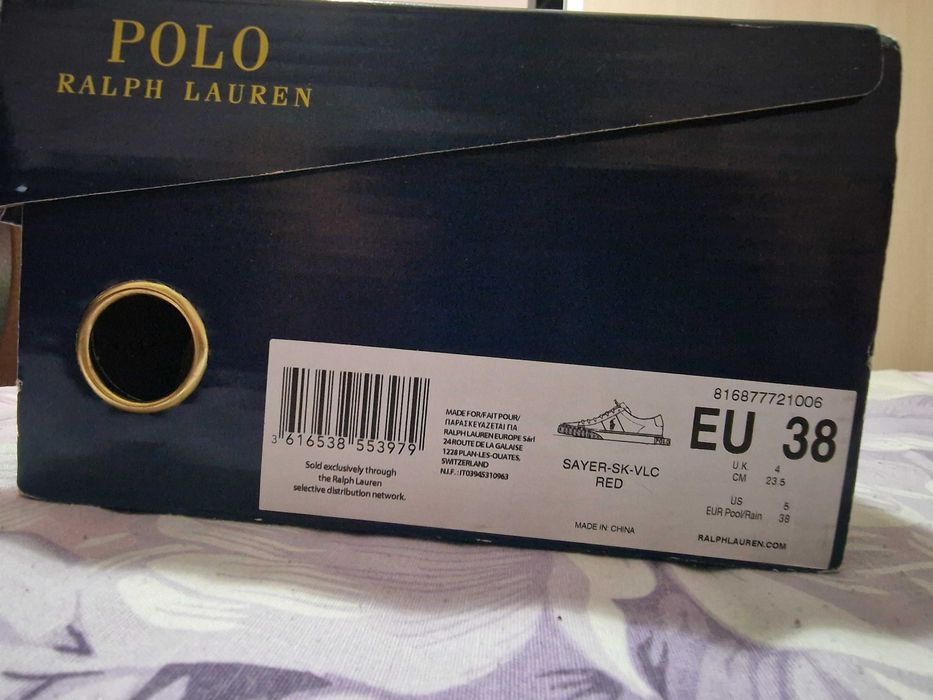 POLO
RALPH LAUREN
3 616538 553979
Sold exclusively through
the Ralph Lauren
selective distribution network.
MADE FOR/FAIT POUR/
ΠΑΡΑΣΚΕΥΑΖΕΤΑΙ ΓΙΑ
RALPH LAUREN EUROPE Sàrl
24 ROUTE DE LA GALAISE
1228 PLAN-LES-OUATES,
SWITZERLAND
N.I.F. : IT03945310963
POLO
SAYER-SK-VLC
RED
MADE IN CHINA
816877721006
EU 38
U.K. 4
CM 23.5
US 5
EUR Pool/Rain 38
RALPHLAUREN.COM